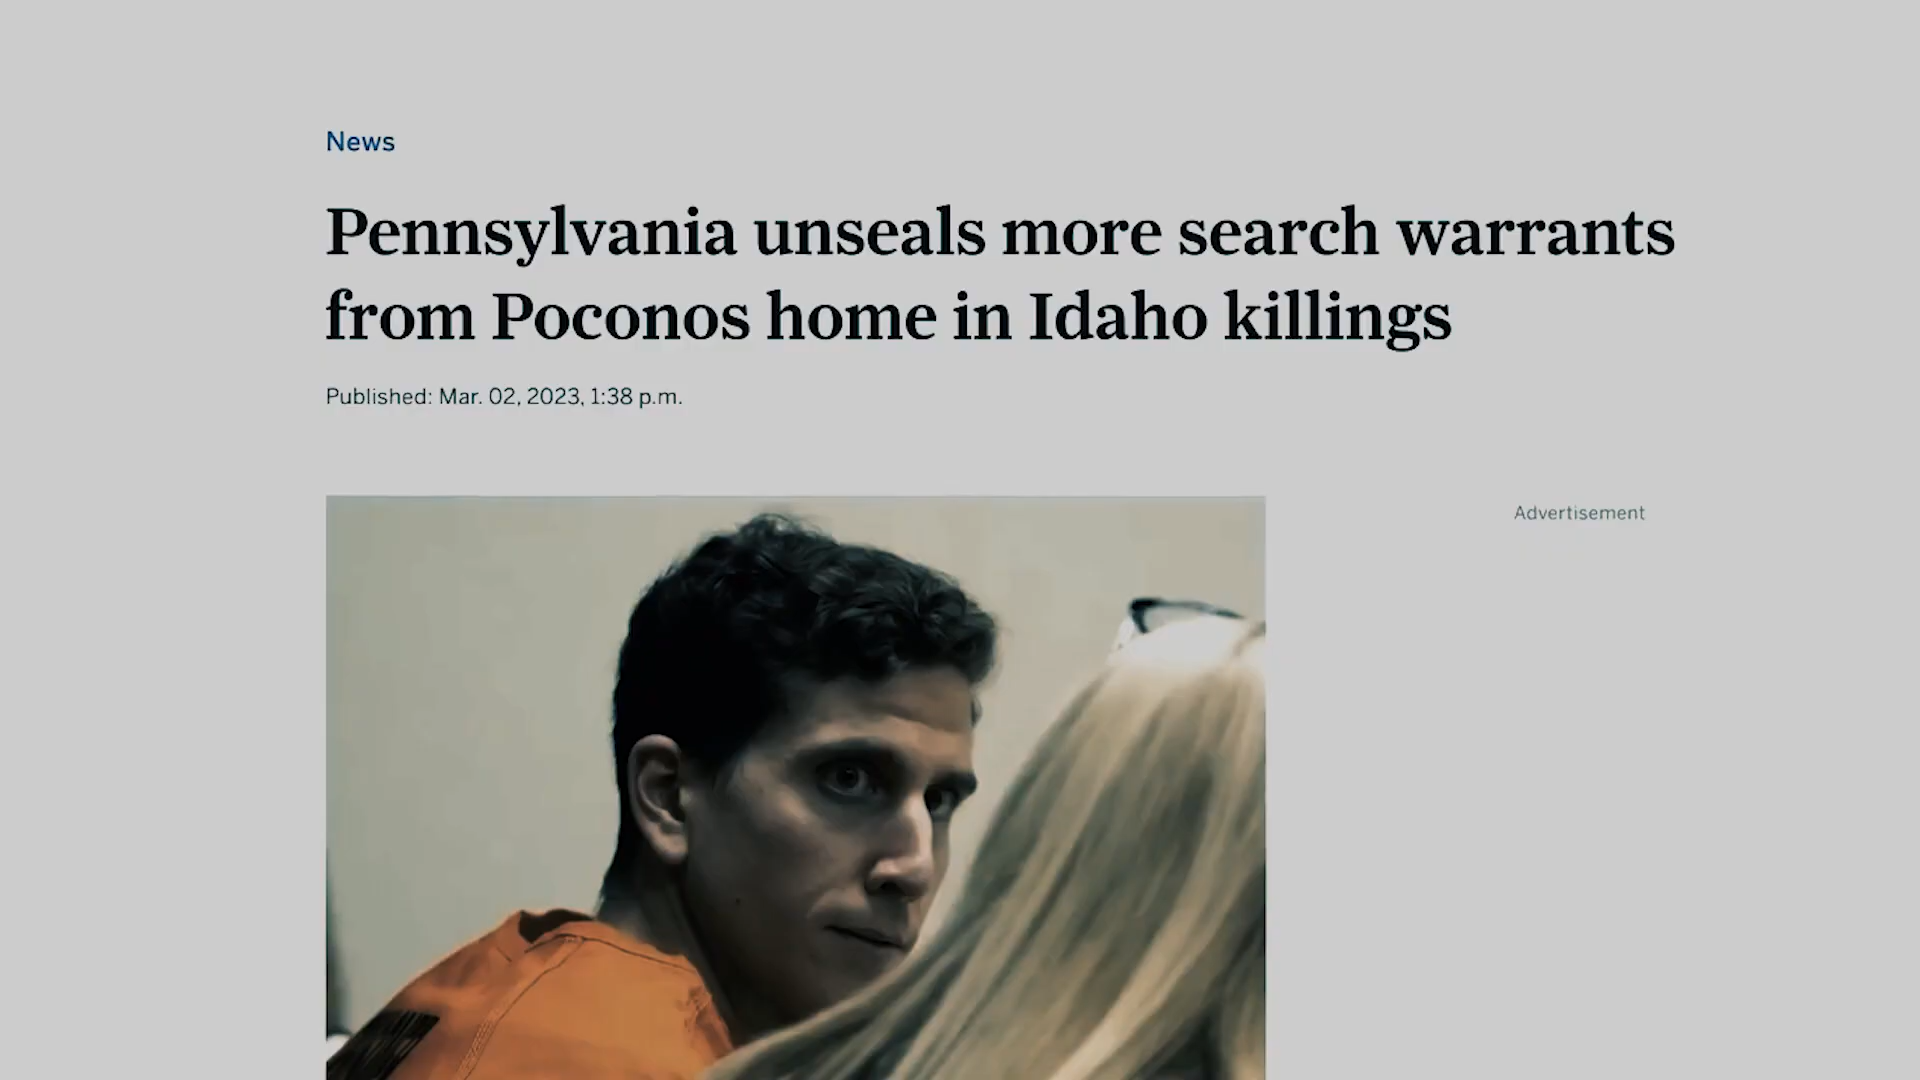 News
Pennsylvania unseals more search warrants
from Poconos home in Idaho killings
Published: Mar. 02, 2023, 1:38 p.m.
Advertisement